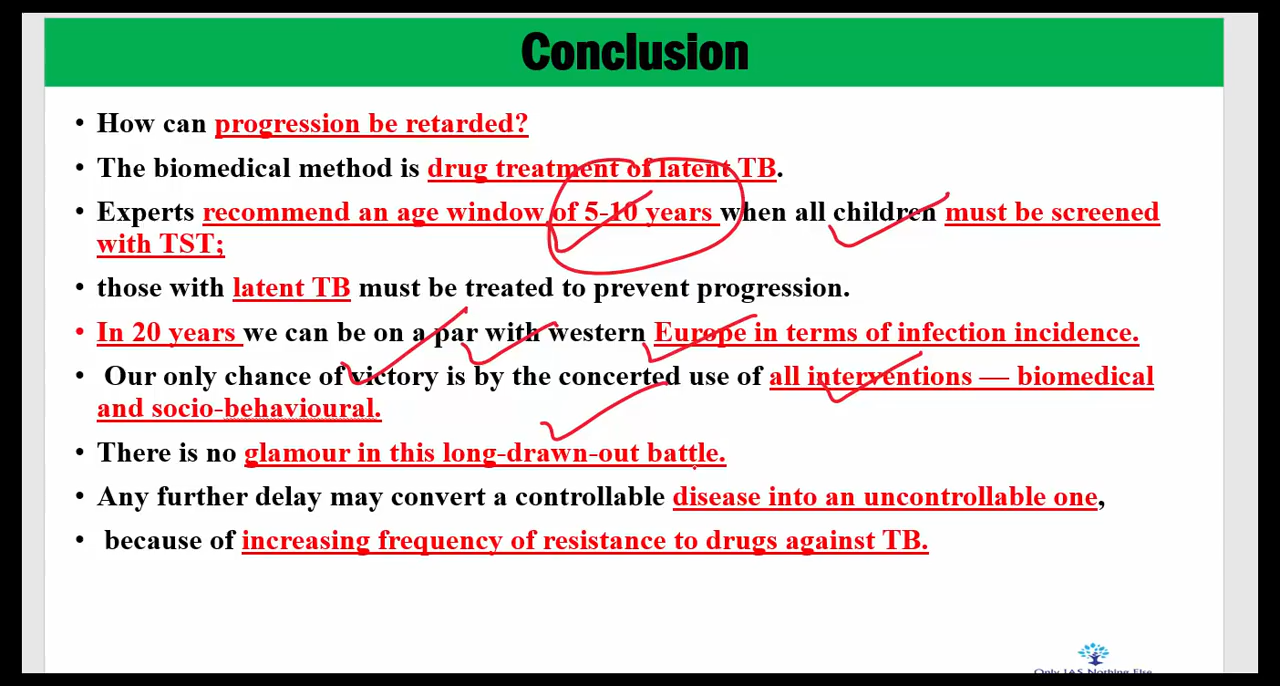 Conclusion
• How can progression be retarded?
• The biomedical method is drug treatment of latent TB.
• Experts recommend an age window of 5-10 years when all children must be screened
with TST;
• those with latent TB must be treated to prevent progression.
• In 20 years we can be on a par with western Europe in terms of infection incidence.
• Our only chance of victory is by the concerted use of all interventions — biomedical
and socio-behavioural.
• There is no glamour in this long-drawn-out battle.
• Any further delay may convert a controllable disease into an uncontrollable one,
• because of increasing frequency of resistance to drugs against TB.
Only IAS Nothing Else